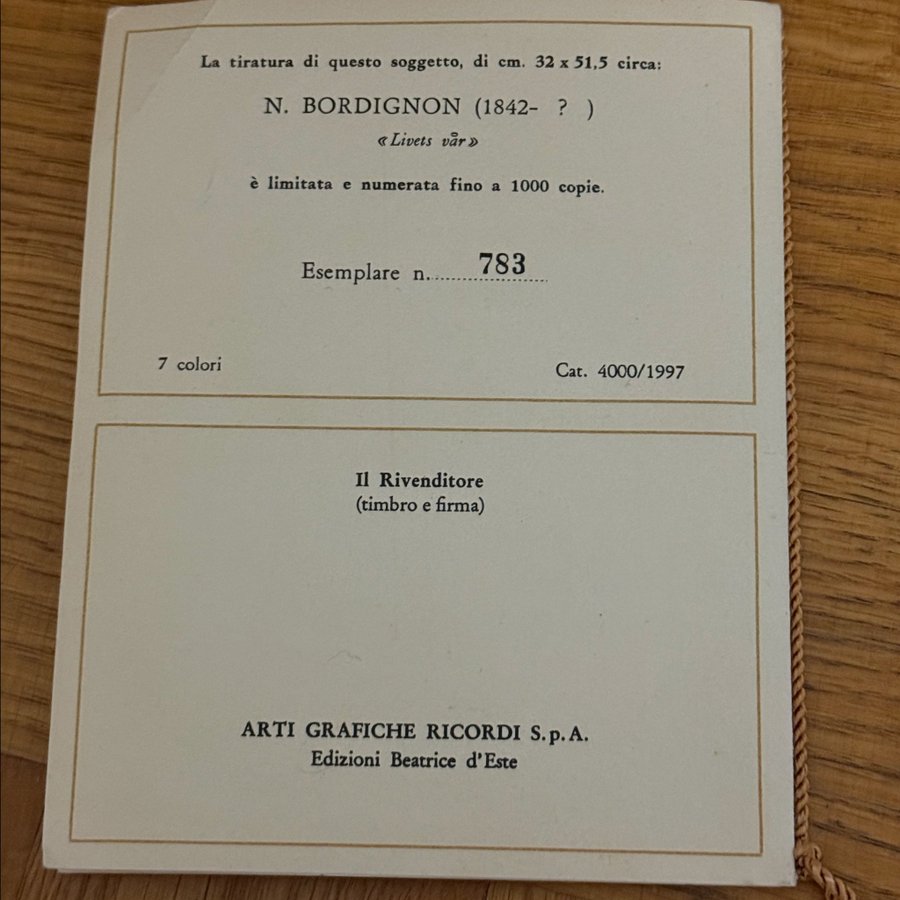 La tiratura di questo soggetto, di cm. 32 x 51,5 circa:
N. BORDIGNON (1842- ? )
«Livets vår»
è limitata e numerata fino a 1000 copie.
Esemplare n. 783
7 colori
Cat. 4000/1997
Il Rivenditore
(timbro e firma)
ARTI GRAFICHE RICORDI S.p.A.
Edizioni Beatrice d'Este